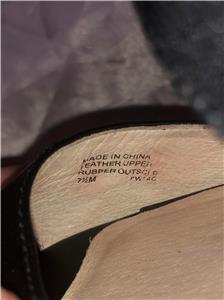 MADE IN CHINA
LEATHER UPPER
RUBBER OUTSOLE
7½M